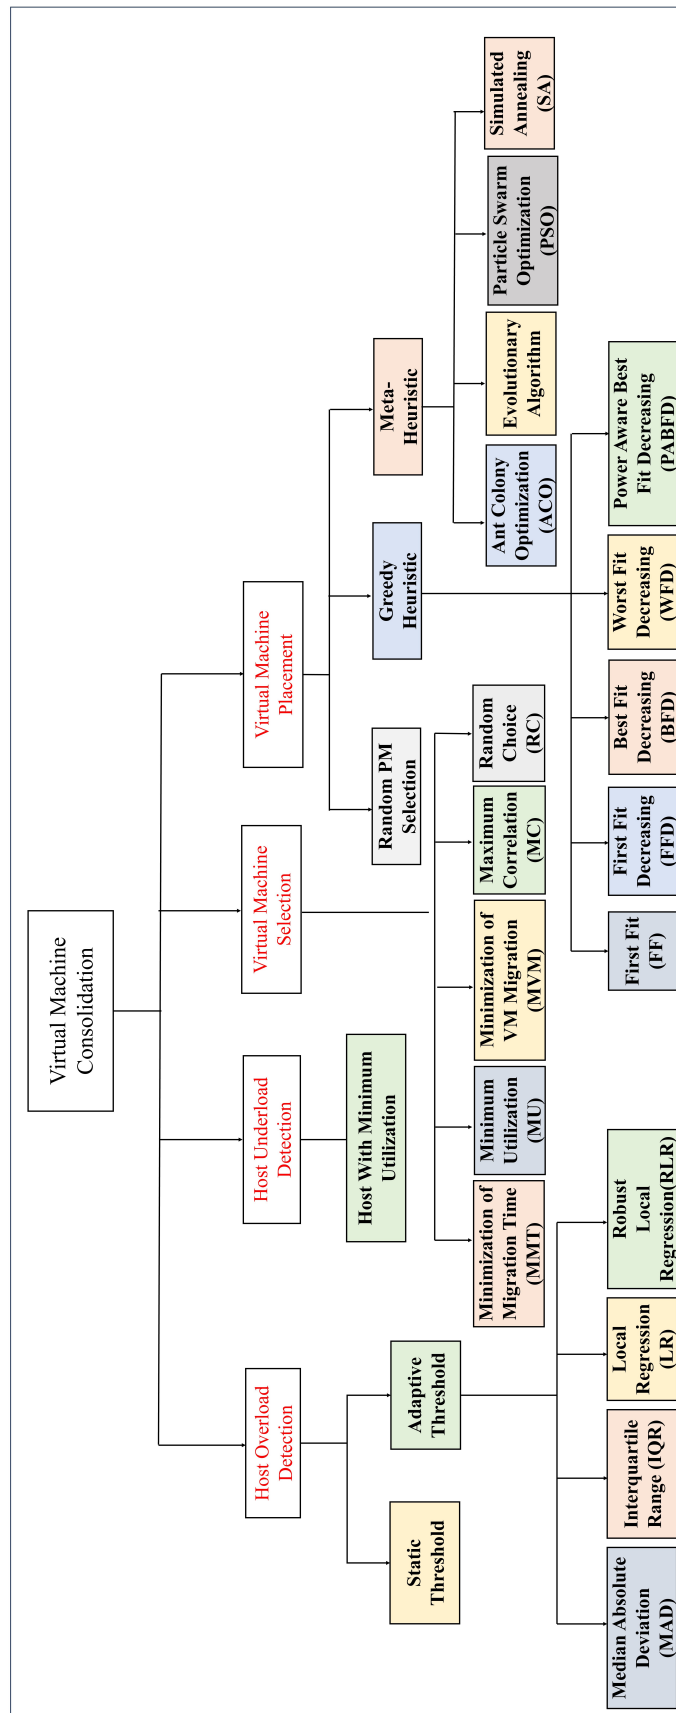 Virtual Machine
Consolidation
Host Overload
Detection
Host Underload
Detection
Virtual Machine
Selection
Virtual Machine
Placement
Static
Threshold
Adaptive
Threshold
Host With Minimum
Utilization
Random PM
Selection
Greedy
Heuristic
Meta-
Heuristic
Minimization of
Migration Time
(MMT)
Minimum
Utilization
(MU)
Minimization of
VM Migration
(MVM)
Maximum
Correlation
(MC)
Random
Choice
(RC)
Ant Colony
Optimization
(ACO)
Evolutionary
Algorithm
Particle Swarm
Optimization
(PSO)
Simulated
Annealing
(SA)
Median Absolute
Deviation
(MAD)
Interquartile
Range (IQR)
Local
Regression
(LR)
Robust
Local
Regression(RLR)
First Fit
(FF)
First Fit
Decreasing
(FFD)
Best Fit
Decreasing
(BFD)
Worst Fit
Decreasing
(WFD)
Power Aware Best
Fit Decreasing
(PABFD)